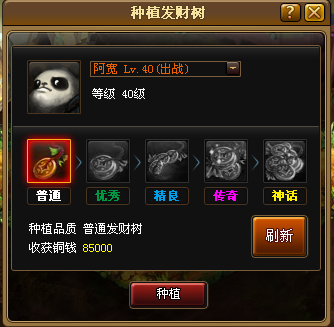 种植发财树
阿宽 Lv.40(出战)
等级 40级
普通 优秀 精良 传奇 神话
种植品质 普通发财树
收获铜钱 85000
刷新
种植